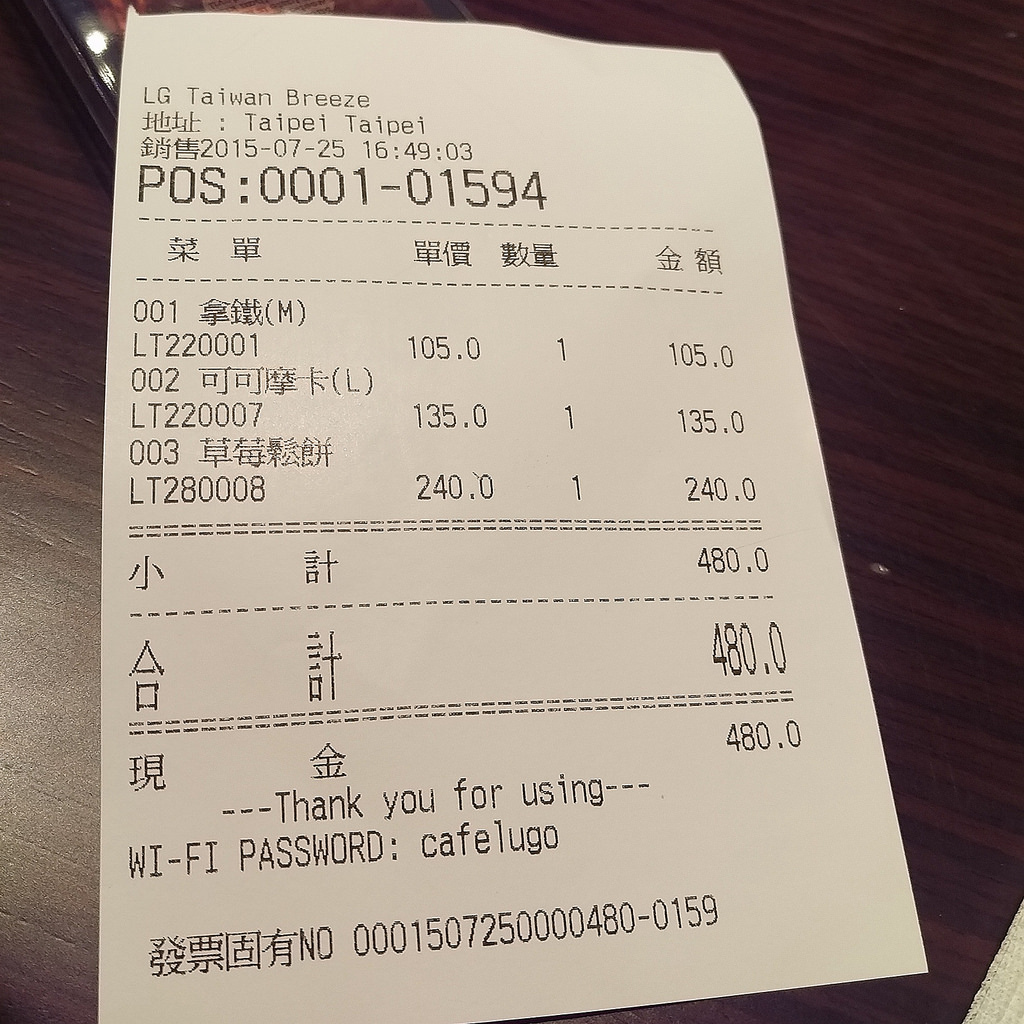 LG Taiwan Breeze
地址 : Taipei Taipei
銷售2015-07-25 16:49:03
POS:0001-01594
菜 單 單價 數量 金 額
001 拿鐵(M)
LT220001 105.0 1 105.0
002 可可摩卡(L)
LT220007 135.0 1 135.0
003 草莓鬆餅
LT280008 240.0 1 240.0
小 計 480.0
合 計 480.0
現 金 480.0
---Thank you for using---
WI-FI PASSWORD: cafelugo
發票固有NO 0001507250000480-0159